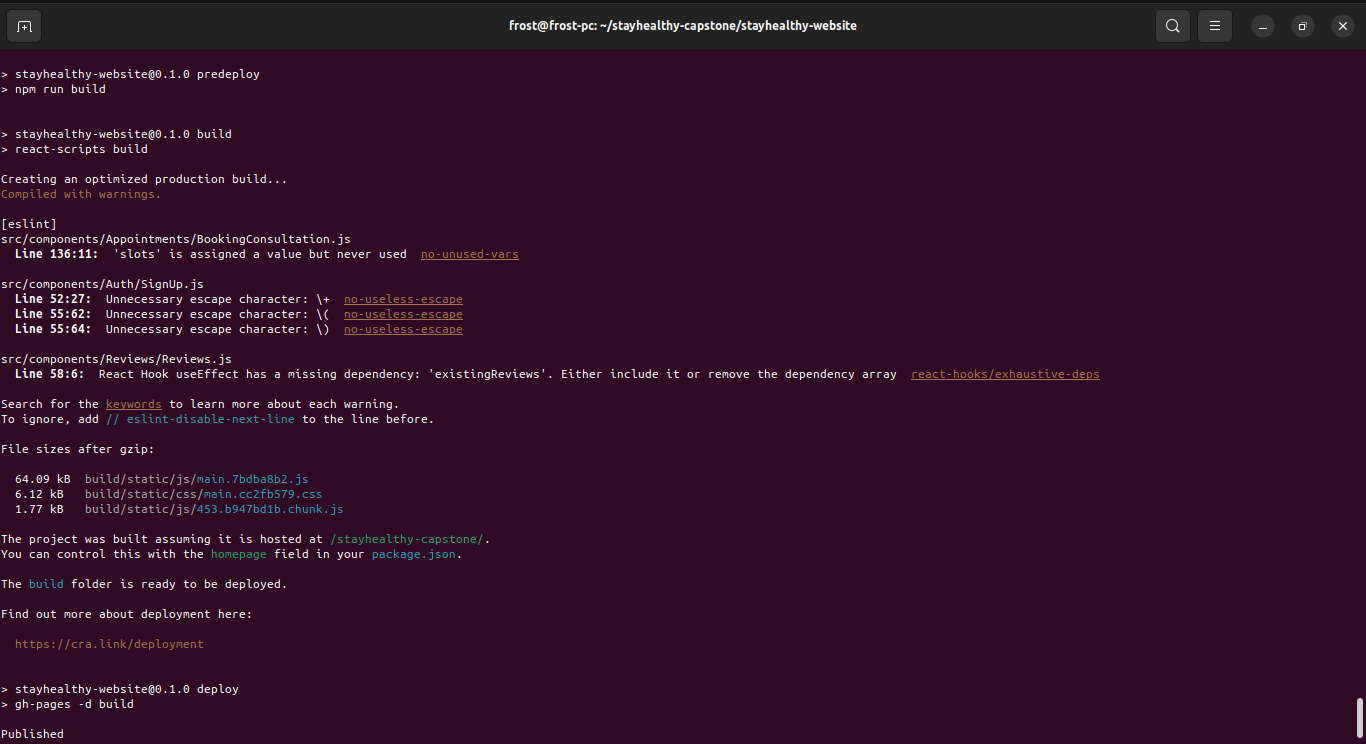 frost@frost-pc: ~/stayhealthy-capstone/stayhealthy-website
> stayhealthy-website@0.1.0 predeploy
> npm run build
> stayhealthy-website@0.1.0 build
> react-scripts build
Creating an optimized production build...
Compiled with warnings.
[eslint]
src/components/Appointments/BookingConsultation.js
  Line 136:11:  'slots' is assigned a value but never used  no-unused-vars
src/components/Auth/SignUp.js
  Line 52:27:  Unnecessary escape character: \+  no-useless-escape
  Line 55:62:  Unnecessary escape character: \(  no-useless-escape
  Line 55:64:  Unnecessary escape character: \)  no-useless-escape
src/components/Reviews/Reviews.js
  Line 58:6:  React Hook useEffect has a missing dependency: 'existingReviews'. Either include it or remove the dependency array  react-hooks/exhaustive-deps
Search for the keywords to learn more about each warning.
To ignore, add // eslint-disable-next-line to the line before.
File sizes after gzip:
  64.09 kB  build/static/js/main.7bdba8b2.js
  6.12 kB   build/static/css/main.cc2fb579.css
  1.77 kB   build/static/js/453.b947bd1b.chunk.js
The project was built assuming it is hosted at /stayhealthy-capstone/.
You can control this with the homepage field in your package.json.
The build folder is ready to be deployed.
Find out more about deployment here:
  https://cra.link/deployment
> stayhealthy-website@0.1.0 deploy
> gh-pages -d build
Published